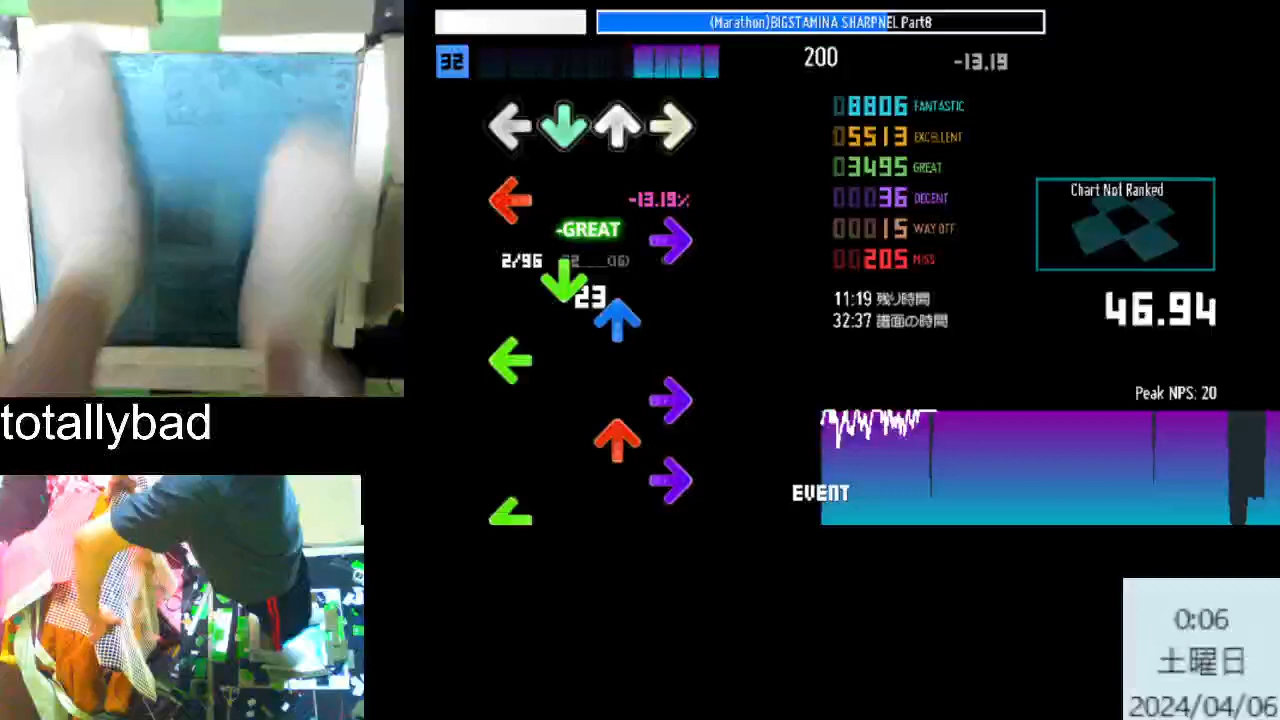 (Marathon)BIGSTAMINA SHARPNEL Part8
32
200
-13.19
08806 FANTASTIC
05513 EXCELLENT
03495 GREAT
00036 DECENT
00015 WAY OFF
00205 MISS
Chart Not Ranked
-13.19%
-GREAT
2/96
23
11:19 残り時間
32:37 譜面の時間
46.94
Peak NPS: 20
EVENT
totallybad
0:06
土曜日
2024/04/06